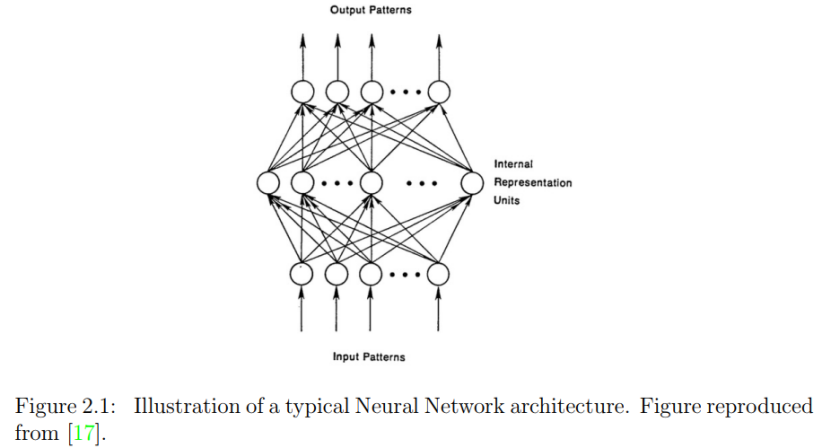 Output Patterns
Internal
Representation
Units
Input Patterns
Figure 2.1: Illustration of a typical Neural Network architecture. Figure reproduced
from [17].